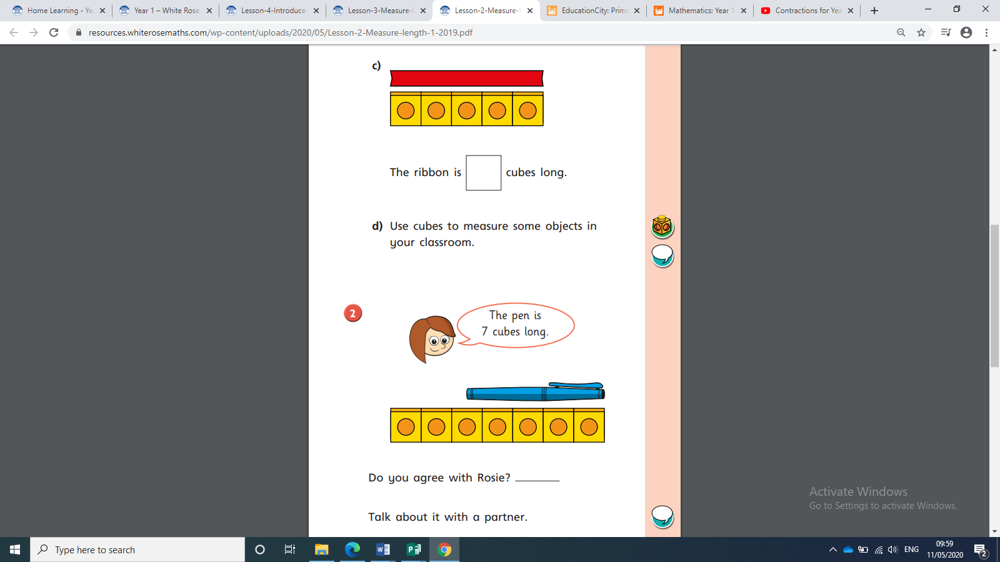 Home Learning - Ye
Year 1 – White Rose
Lesson-4-Introduce-
Lesson-3-Measure-l
Lesson-2-Measure-l
EducationCity: Prima
Mathematics: Year 1
Contractions for Yea
resources.whiterosemaths.com/wp-content/uploads/2020/05/Lesson-2-Measure-length-1-2019.pdf
c)
The ribbon is cubes long.
d) Use cubes to measure some objects in
your classroom.
2
The pen is
7 cubes long.
Do you agree with Rosie? ________
Talk about it with a partner.
Activate Windows
Go to Settings to activate Windows.
Type here to search
ENG
09:59
11/05/2020
2